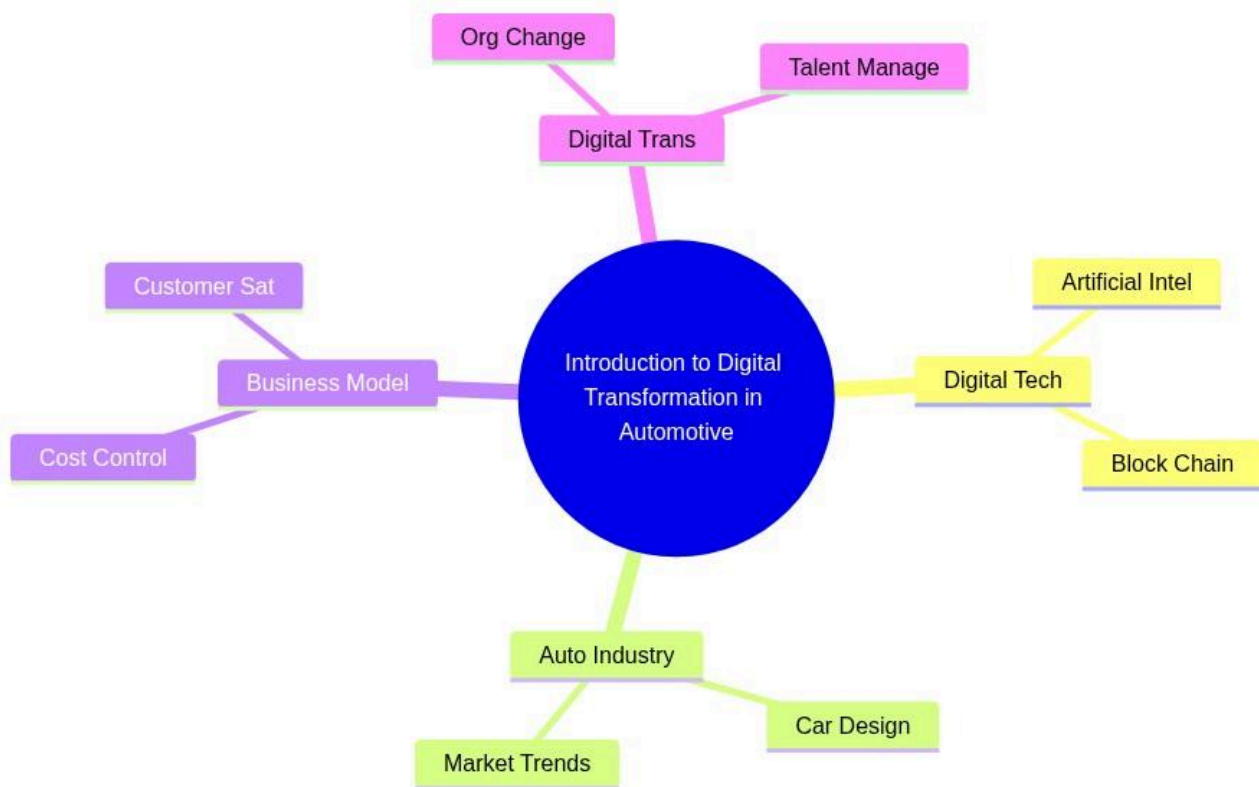 Org Change
Talent Manage
Digital Trans
Customer Sat
Artificial Intel
Introduction to Digital
Transformation in
Automotive
Business Model
Digital Tech
Cost Control
Block Chain
Auto Industry
Car Design
Market Trends